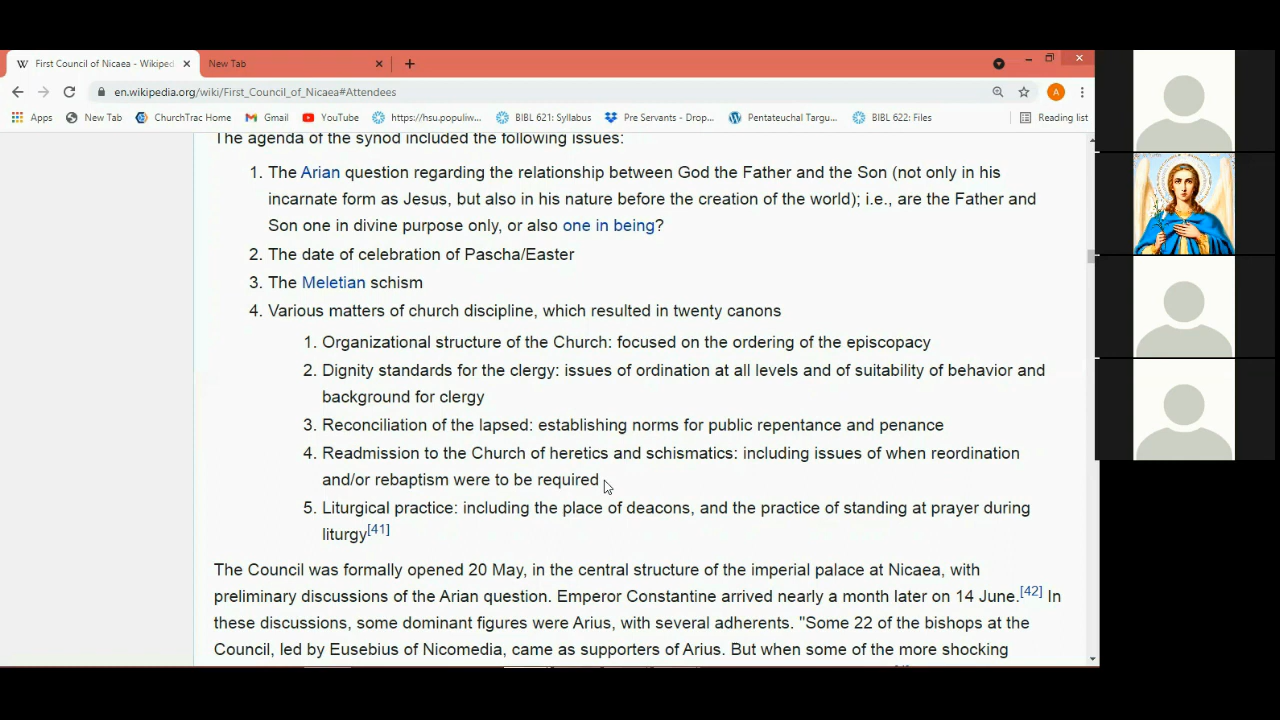 First Council of Nicaea - Wikiped
New Tab
en.wikipedia.org/wiki/First_Council_of_Nicaea#Attendees
A
Apps New Tab ChurchTrac Home Gmail YouTube https://hsu.populiw... BIBL 621: Syllabus Pre Servants - Drop... Pentateuchal Targu... BIBL 622: Files Reading list
The agenda of the synod included the following issues:
1. The Arian question regarding the relationship between God the Father and the Son (not only in his
incarnate form as Jesus, but also in his nature before the creation of the world); i.e., are the Father and
Son one in divine purpose only, or also one in being?
2. The date of celebration of Pascha/Easter
3. The Meletian schism
4. Various matters of church discipline, which resulted in twenty canons
1. Organizational structure of the Church: focused on the ordering of the episcopacy
2. Dignity standards for the clergy: issues of ordination at all levels and of suitability of behavior and
background for clergy
3. Reconciliation of the lapsed: establishing norms for public repentance and penance
4. Readmission to the Church of heretics and schismatics: including issues of when reordination
and/or rebaptism were to be required
5. Liturgical practice: including the place of deacons, and the practice of standing at prayer during
liturgy[41]
The Council was formally opened 20 May, in the central structure of the imperial palace at Nicaea, with
preliminary discussions of the Arian question. Emperor Constantine arrived nearly a month later on 14 June.[42] In
these discussions, some dominant figures were Arius, with several adherents. "Some 22 of the bishops at the
Council, led by Eusebius of Nicomedia, came as supporters of Arius. But when some of the more shocking